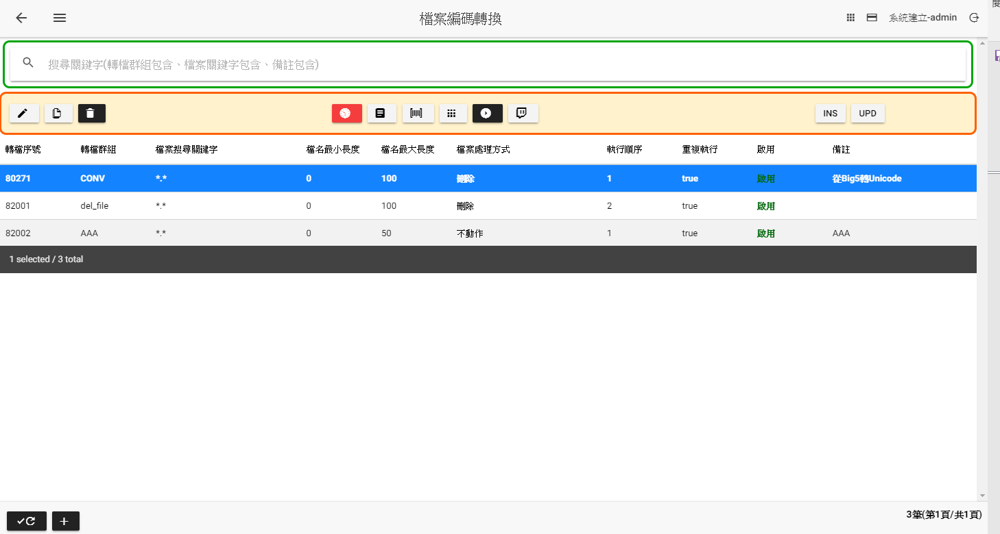 檔案編碼轉換
系統建立-admin
搜尋關鍵字(轉檔群組包含、檔案關鍵字包含、備註包含)
INS UPD
轉檔序號 轉檔群組 檔案搜尋關鍵字 檔名最小長度 檔名最大長度 檔案處理方式 執行順序 重複執行 啟用 備註
80271 CONV *.* 0 100 刪除 1 true 啟用 從Big5轉Unicode
82001 del_file *.* 0 100 刪除 2 true 啟用
82002 AAA *.* 0 50 不動作 1 true 啟用 AAA
1 selected / 3 total
3筆(第1頁/共1頁)